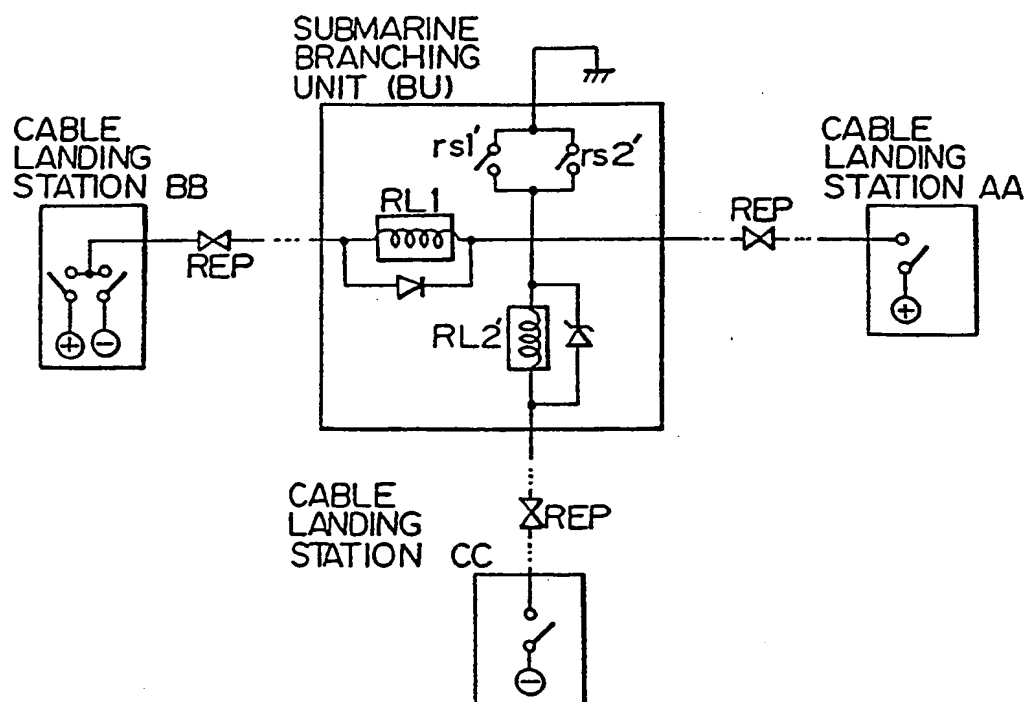 SUBMARINE
BRANCHING
UNIT (BU)
CABLE
LANDING
STATION BB
CABLE
LANDING
STATION AA
rs1′
rs2′
RL1
REP
REP
RL2′
+
−
+
CABLE
LANDING
STATION CC
REP
−